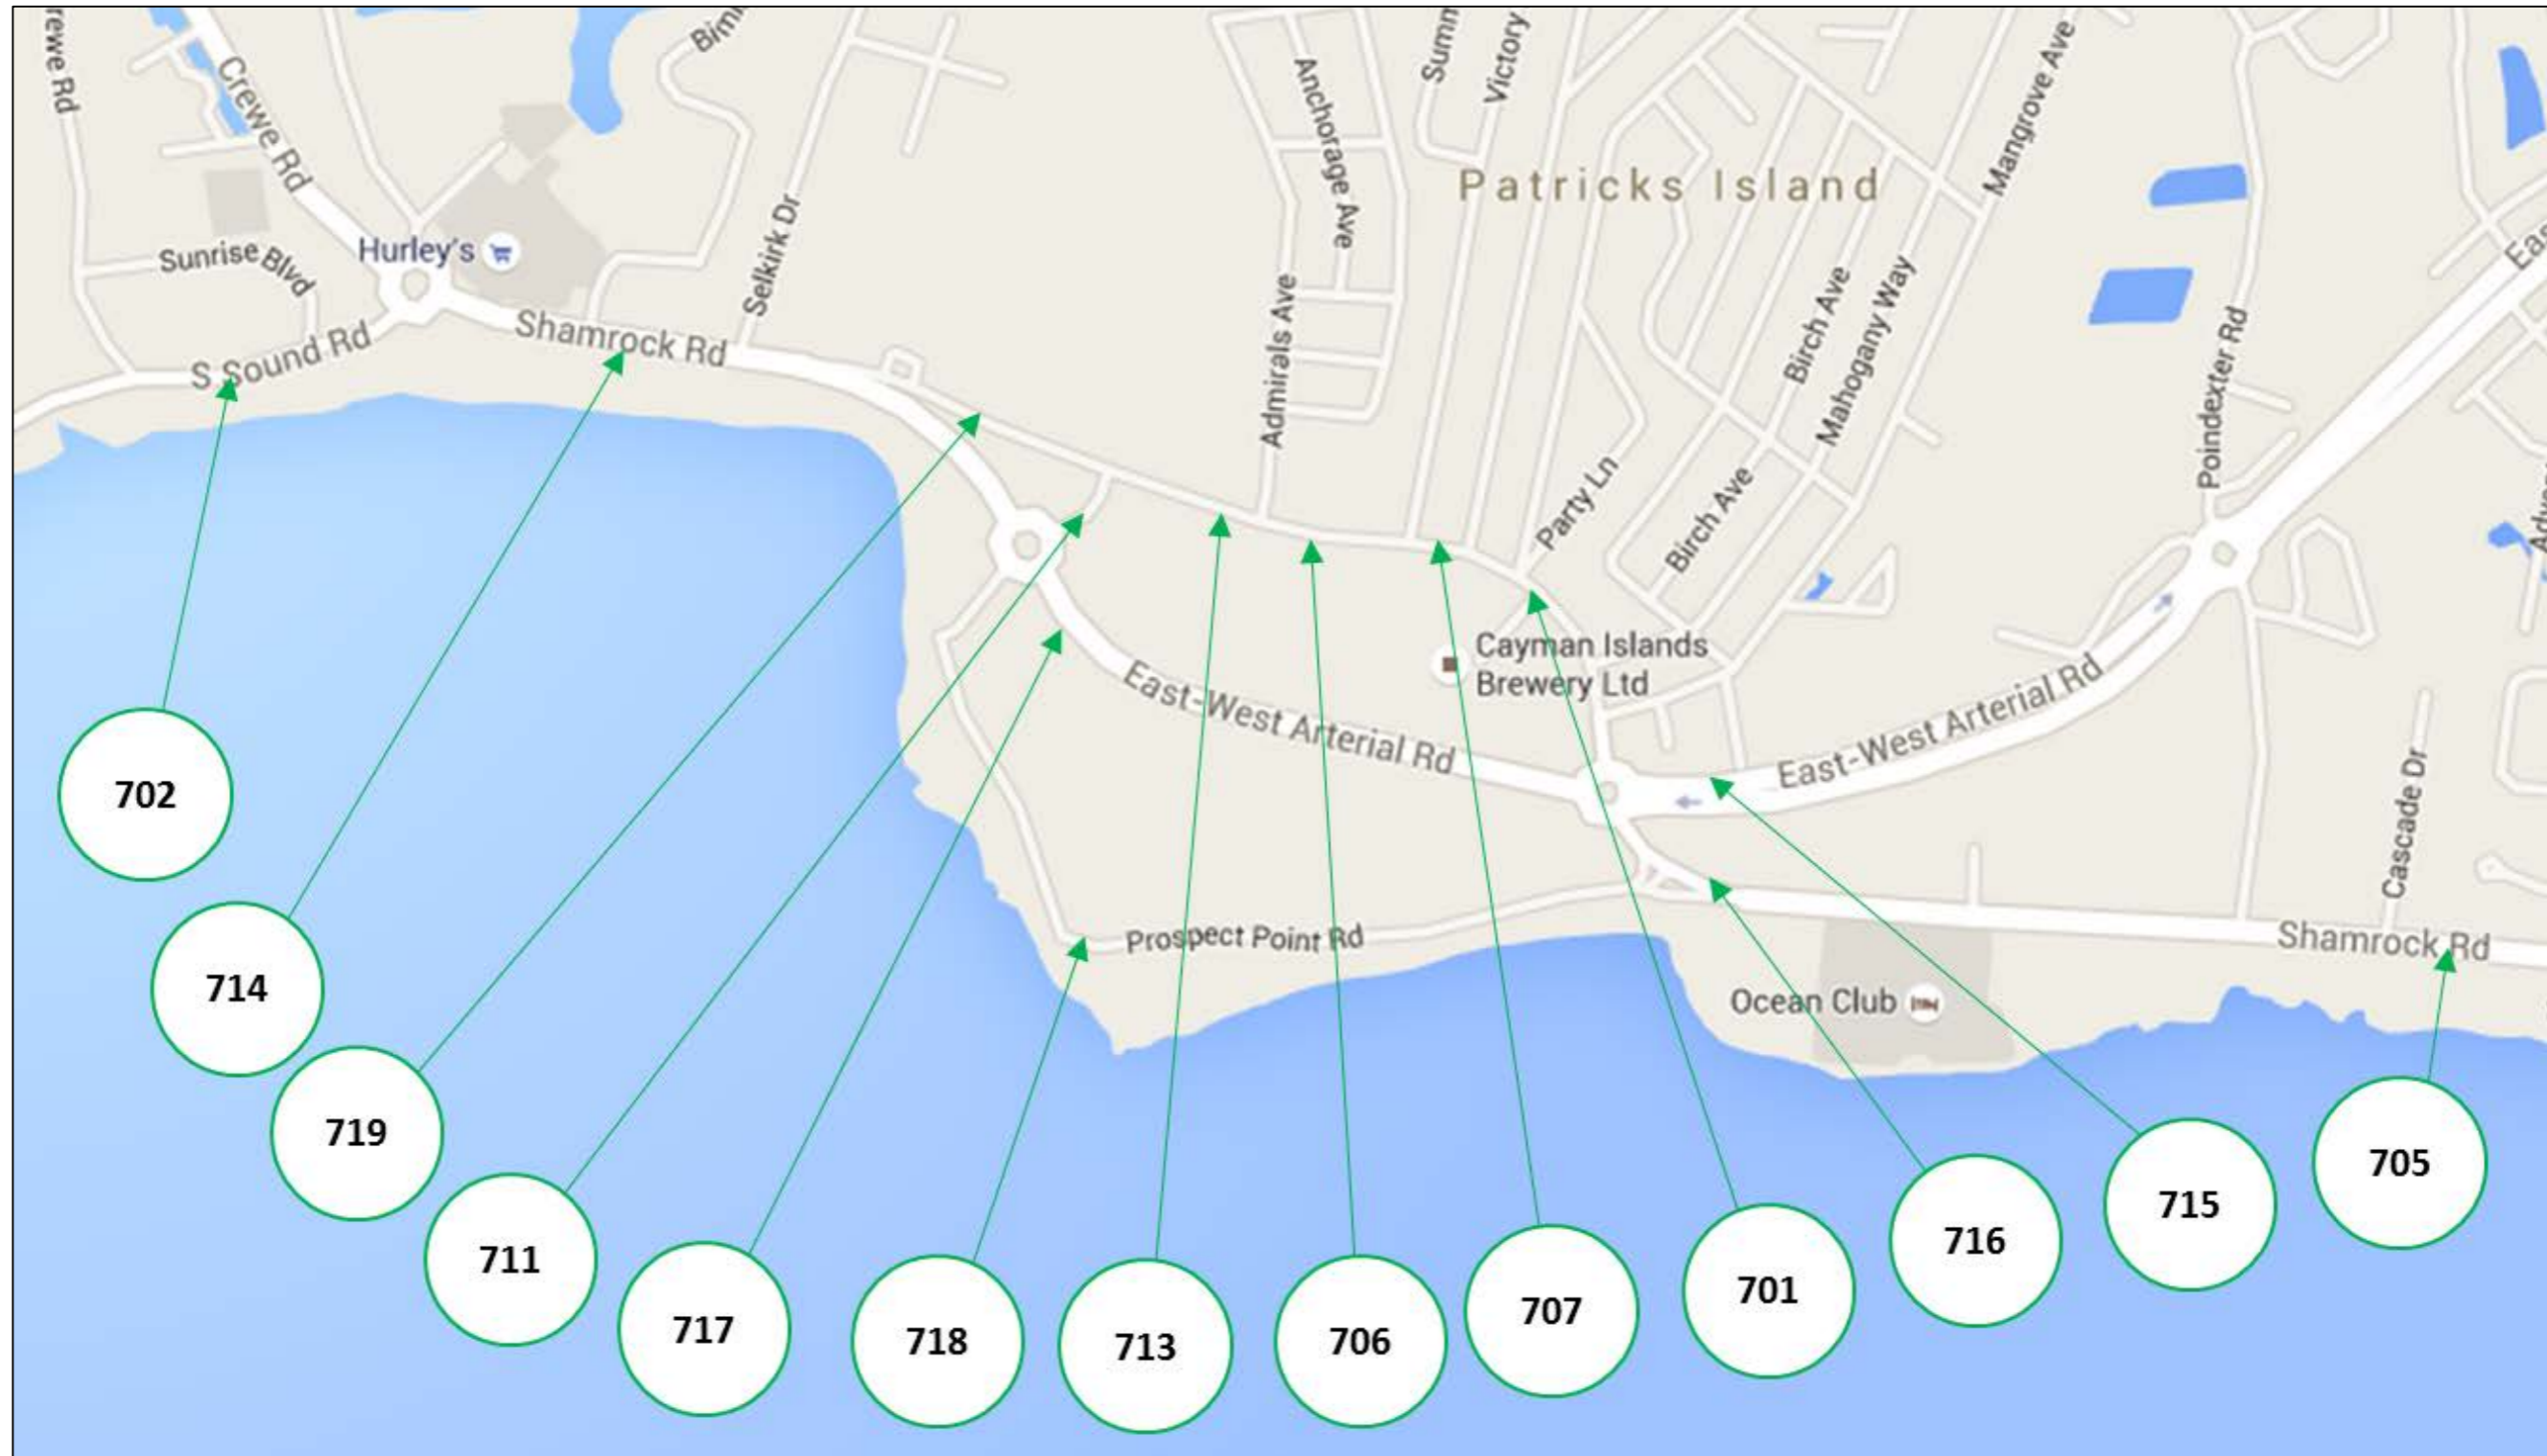 Crewe Rd
Anchorage Ave
Victory
Mangrove Ave
Patricks Island
Hurley's
Sunrise Blvd
Selkirk Dr
Shamrock Rd
S Sound Rd
Admirals Ave
Birch Ave
Mahogany Way
Poindexter Rd
Party Ln
Birch Ave
Cayman Islands
Brewery Ltd
East-West Arterial Rd
East-West Arterial Rd
Cascade Dr
Prospect Point Rd
Shamrock Rd
Ocean Club
702
714
719
711
717
718
713
706
707
701
716
715
705